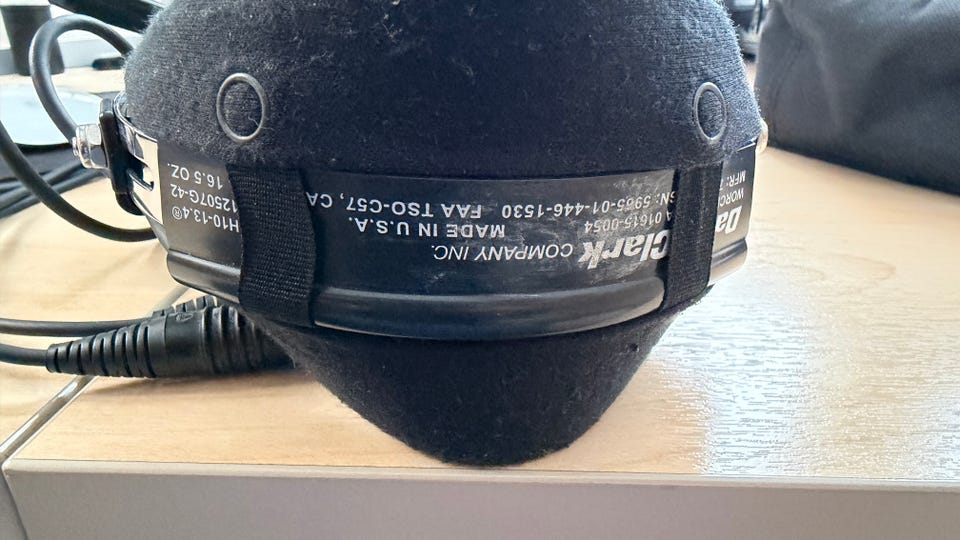 Da Clark COMPANY INC.
WORC A 01615-0054 MADE IN U.S.A.
MFR: SN: 5965-01-446-1530 FAA TSO-C57, CA
H10-13.4®
12507G-42
16.5 OZ.